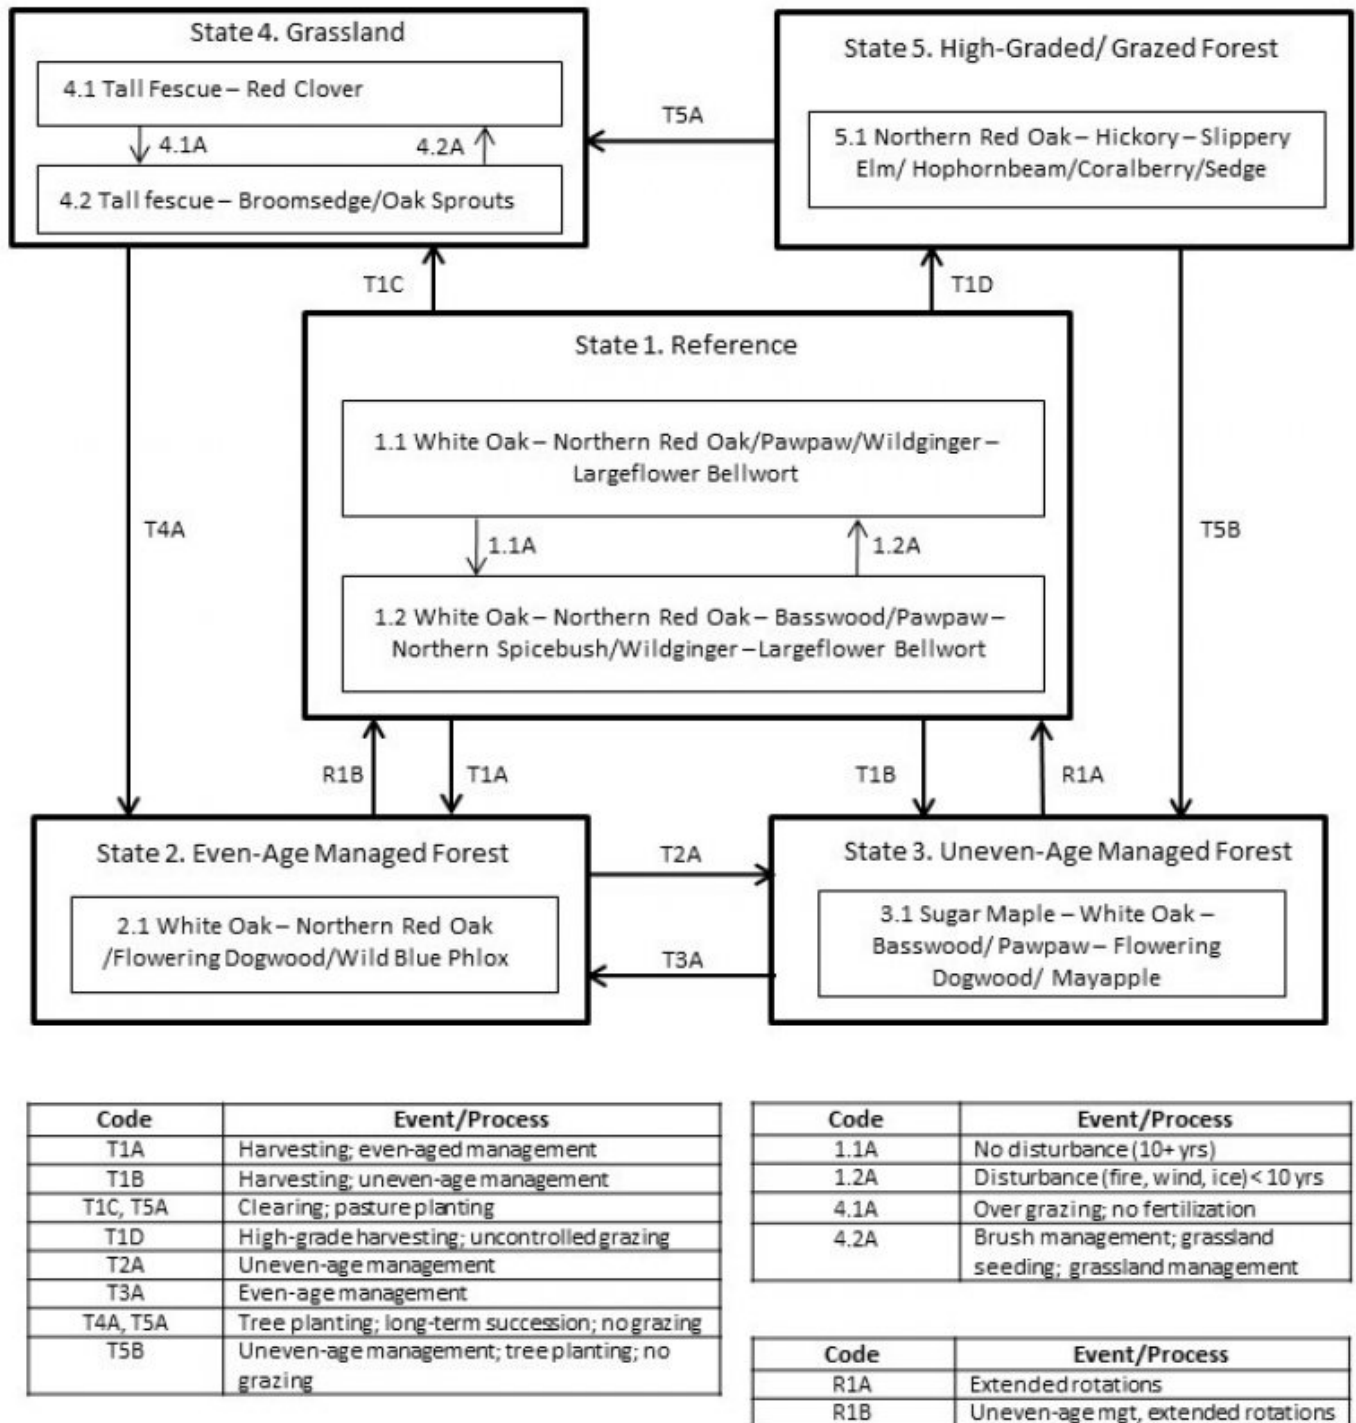 State 4. Grassland
4.1 Tall Fescue – Red Clover
4.1A
4.2A
4.2 Tall fescue – Broomsedge/Oak Sprouts
State 5. High-Graded/ Grazed Forest
5.1 Northern Red Oak – Hickory – Slippery
Elm/ Hophornbeam/Coralberry/Sedge
T5A
T1C
T1D
State 1. Reference
1.1 White Oak – Northern Red Oak/Pawpaw/Wildginger –
Largeflower Bellwort
1.1A
1.2A
1.2 White Oak – Northern Red Oak – Basswood/Pawpaw –
Northern Spicebush/Wildginger –Largeflower Bellwort
T4A
T5B
R1B
T1A
T1B
R1A
State 2. Even-Age Managed Forest
2.1 White Oak – Northern Red Oak
/Flowering Dogwood/Wild Blue Phlox
T2A
T3A
State 3. Uneven-Age Managed Forest
3.1 Sugar Maple – White Oak –
Basswood/ Pawpaw – Flowering
Dogwood/ Mayapple
Code Event/Process
T1A Harvesting; even-aged management
T1B Harvesting; uneven-age management
T1C, T5A Clearing; pasture planting
T1D High-grade harvesting; uncontrolled grazing
T2A Uneven-age management
T3A Even-age management
T4A, T5A Tree planting; long-term succession; no grazing
T5B Uneven-age management; tree planting; no
grazing
Code Event/Process
1.1A No disturbance (10+ yrs)
1.2A Disturbance (fire, wind, ice) < 10 yrs
4.1A Over grazing; no fertilization
4.2A Brush management; grassland
seeding; grassland management
Code Event/Process
R1A Extended rotations
R1B Uneven-age mgt, extended rotations